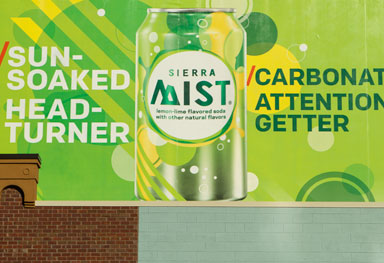 /SUN-
SOAKED
HEAD-
TURNER
SIERRA
MIST®
lemon-lime flavored soda
with other natural flavors
/CARBONAT
ATTENTION
GETTER